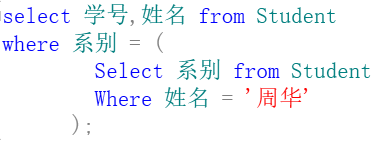 select 学号,姓名 from Student
where 系别 = (
Select 系别 from Student
Where 姓名 = '周华'
);